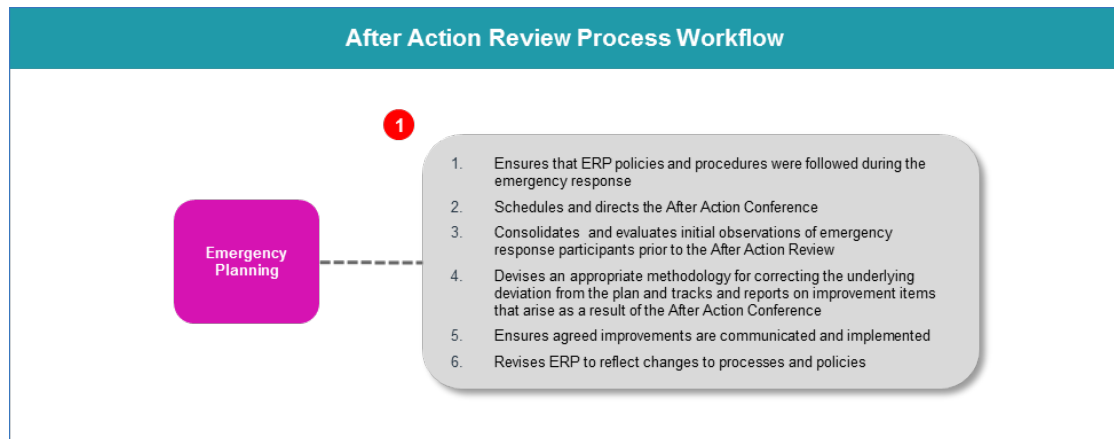 After Action Review Process Workflow
1
1. Ensures that ERP policies and procedures were followed during the
emergency response
2. Schedules and directs the After Action Conference
3. Consolidates and evaluates initial observations of emergency
response participants prior to the After Action Review
Emergency
Planning
4. Devises an appropriate methodology for correcting the underlying
deviation from the plan and tracks and reports on improvement items
that arise as a result of the After Action Conference
5. Ensures agreed improvements are communicated and implemented
6. Revises ERP to reflect changes to processes and policies